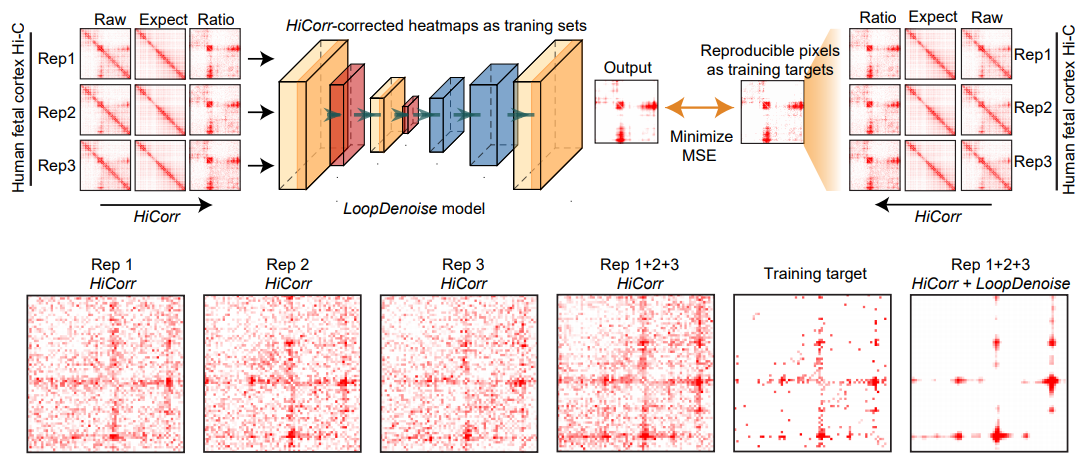 Human fetal cortex Hi-C
Raw Expect Ratio
Rep1
Rep2
Rep3
HiCorr
HiCorr-corrected heatmaps as traning sets
LoopDenoise model
Output
Minimize
MSE
Reproducible pixels
as training targets
Ratio Expect Raw
Rep1
Rep2
Rep3
HiCorr
Human fetal cortex Hi-C
Rep 1
HiCorr
Rep 2
HiCorr
Rep 3
HiCorr
Rep 1+2+3
HiCorr
Training target
Rep 1+2+3
HiCorr + LoopDenoise